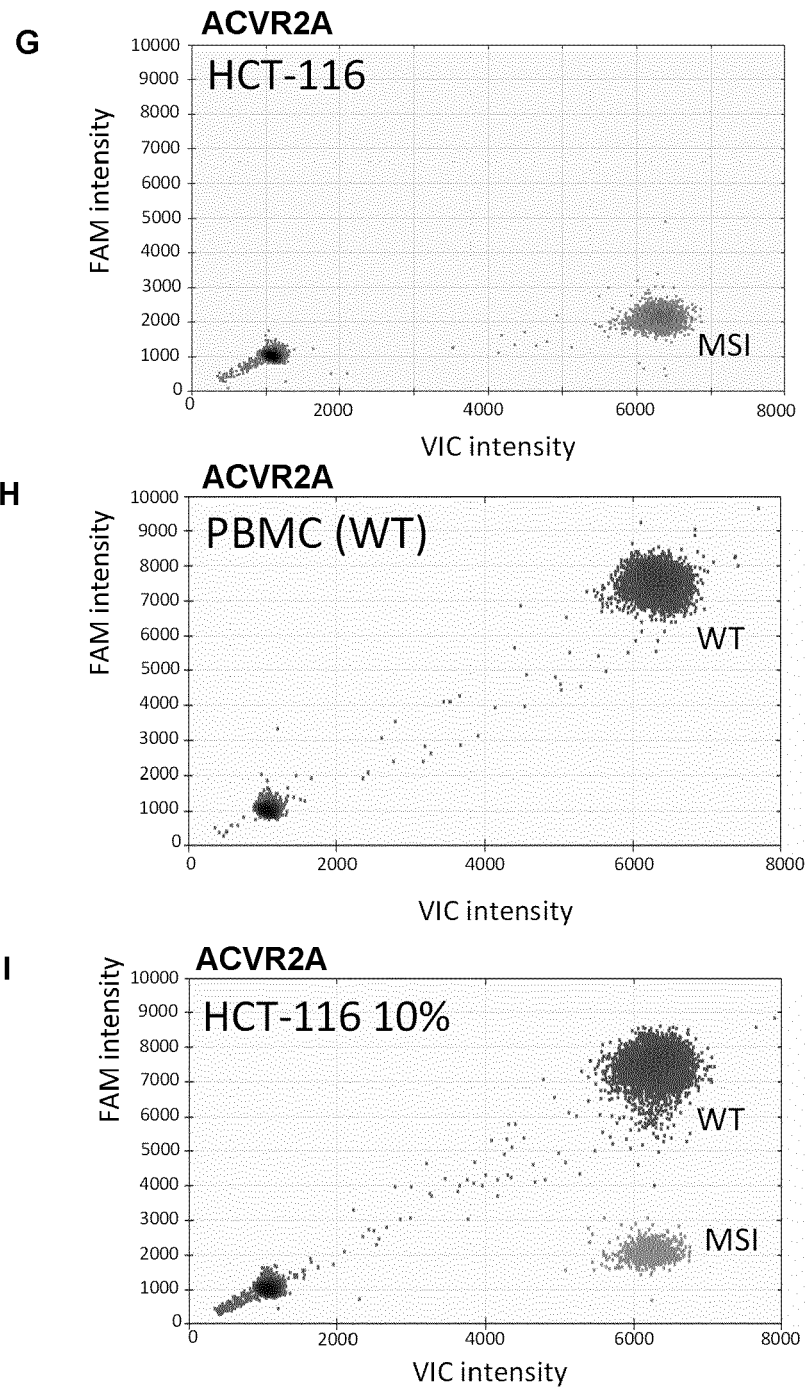 G
ACVR2A
HCT-116
10000
9000
8000
7000
6000
5000
4000
3000
2000
1000
0
FAM intensity
MSI
0 2000 4000 6000 8000
VIC intensity
H
ACVR2A
PBMC (WT)
10000
9000
8000
7000
6000
5000
4000
3000
2000
1000
0
FAM intensity
WT
0 2000 4000 6000 8000
VIC intensity
I
ACVR2A
HCT-116 10%
10000
9000
8000
7000
6000
5000
4000
3000
2000
1000
0
FAM intensity
WT
MSI
0 2000 4000 6000 8000
VIC intensity